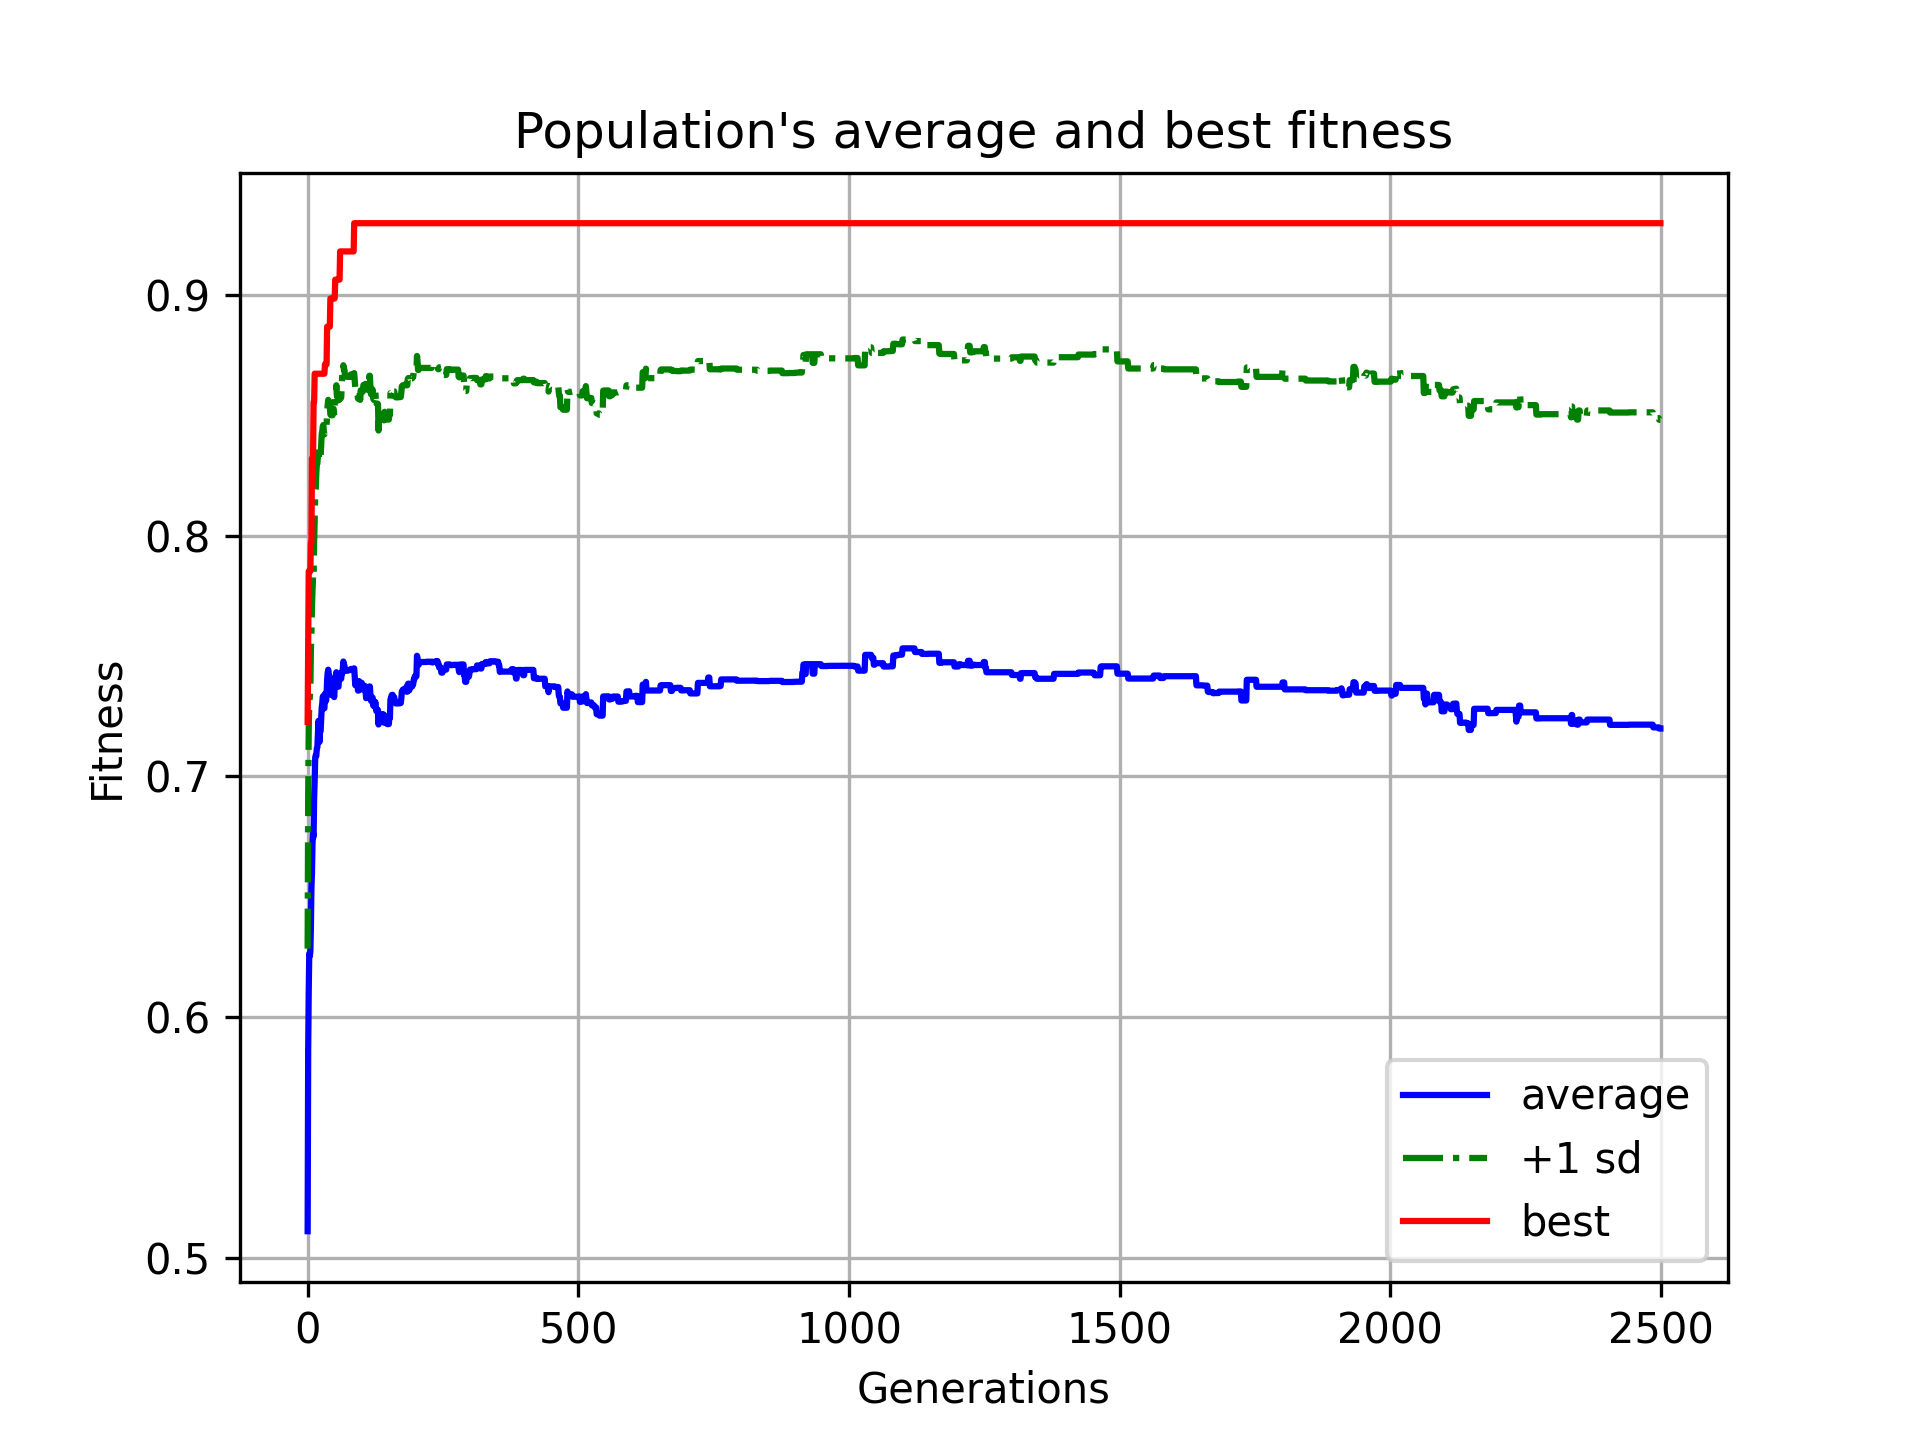 Population's average and best fitness
Fitness
0.9
0.8
0.7
0.6
0.5
average
+1 sd
best
0 500 1000 1500 2000 2500
Generations